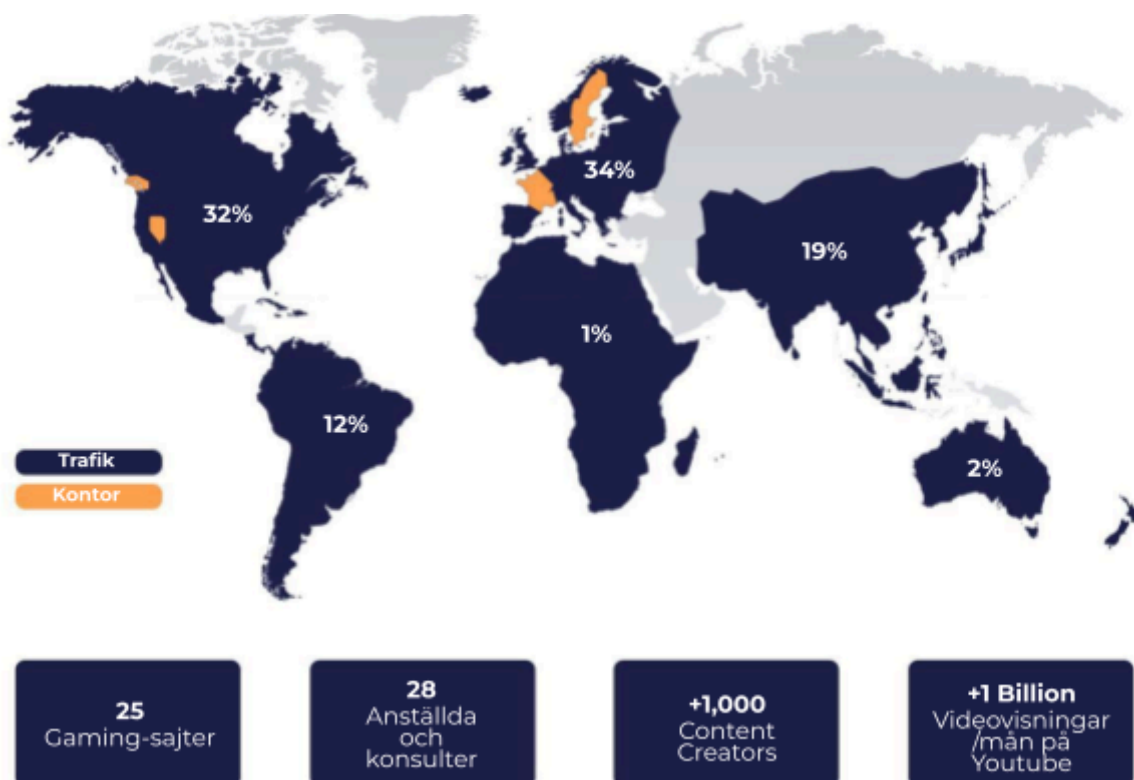 34%
32%
19%
1%
12%
2%
Trafik
Kontor
25
Gaming-sajter
28
Anställda
och
konsulter
+1,000
Content
Creators
+1 Billion
Videovisningar
/mån på
Youtube